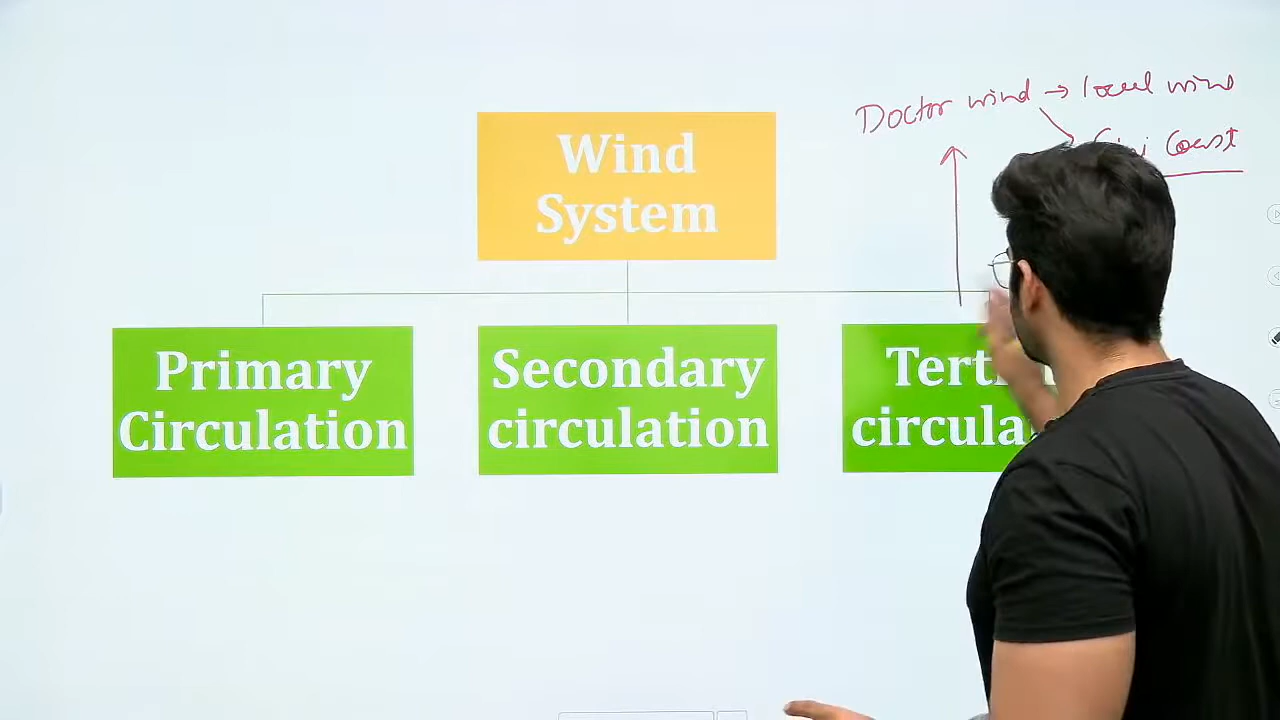 Doctor wind → local wind
Coast
Wind
System
Primary
Circulation
Secondary
circulation
Terti
circula